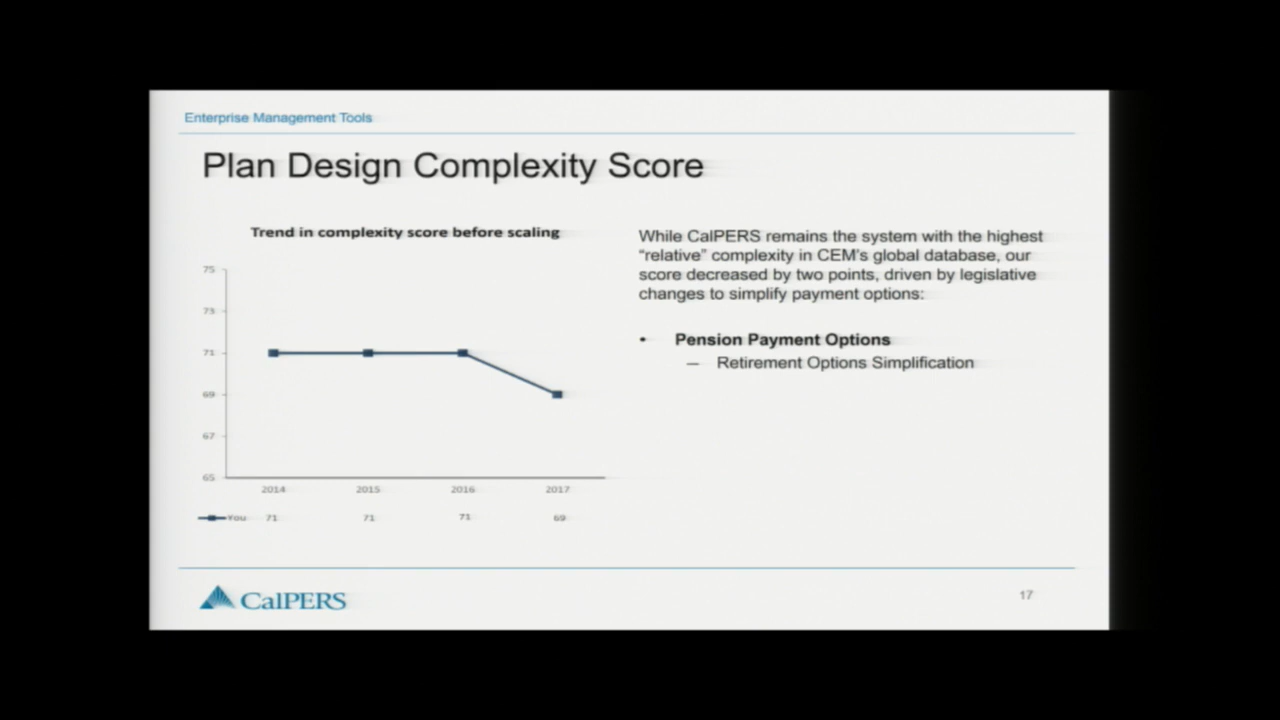 Enterprise Management Tools
Plan Design Complexity Score
Trend in complexity score before scaling
75
73
71
69
67
65
2014 2015 2016 2017
You 71 71 71 69
While CalPERS remains the system with the highest
“relative” complexity in CEM’s global database, our
score decreased by two points, driven by legislative
changes to simplify payment options:
• Pension Payment Options
– Retirement Options Simplification
CalPERS
17